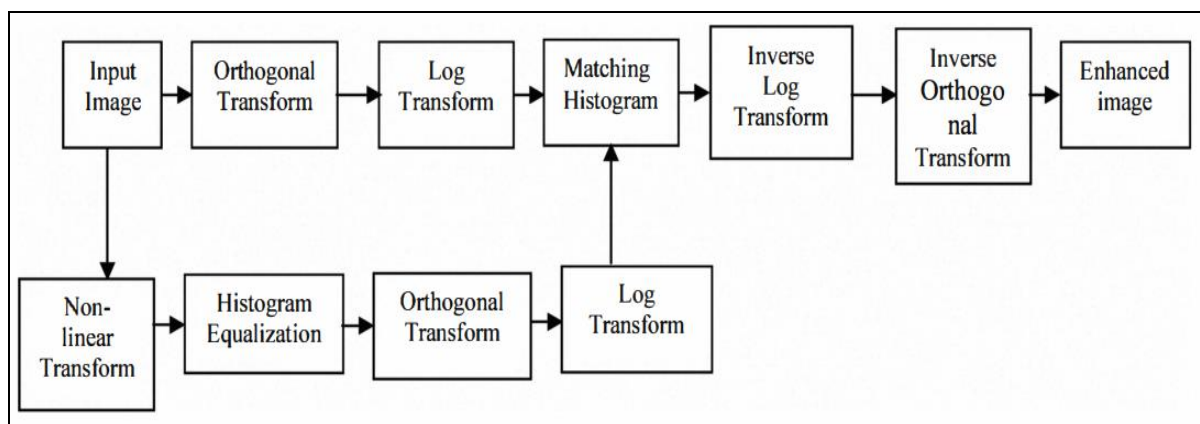 Input
Image
Orthogonal
Transform
Log
Transform
Matching
Histogram
Inverse
Log
Transform
Inverse
Orthogo
nal
Transform
Enhanced
image
Non-
linear
Transform
Histogram
Equalization
Orthogonal
Transform
Log
Transform